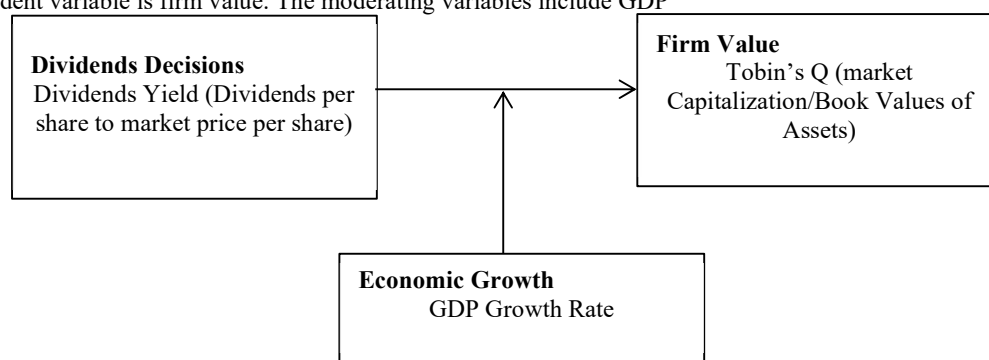 dent variable is firm value. The moderating variables include GDP
Dividends Decisions
Dividends Yield (Dividends per
share to market price per share)
Firm Value
Tobin’s Q (market
Capitalization/Book Values of
Assets)
Economic Growth
GDP Growth Rate